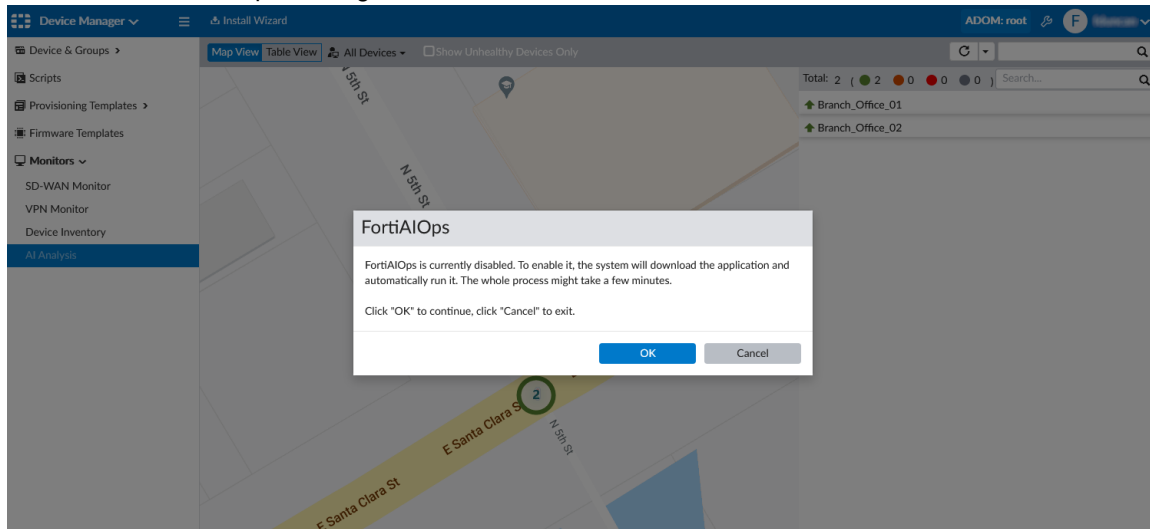 Device Manager
Install Wizard
ADOM: root
F
Device & Groups >
Scripts
Provisioning Templates >
Firmware Templates
Monitors
SD-WAN Monitor
VPN Monitor
Device Inventory
AI Analysis
Map View Table View All Devices Show Unhealthy Devices Only
Total: 2 ( 2 0 0 0 ) Search...
Branch_Office_01
Branch_Office_02
N 5th St
N 5th St
FortiAIOps
FortiAIOps is currently disabled. To enable it, the system will download the application and
automatically run it. The whole process might take a few minutes.
Click "OK" to continue, click "Cancel" to exit.
OK Cancel
2
E Santa Clara S
N 5th St
E Santa Clara St